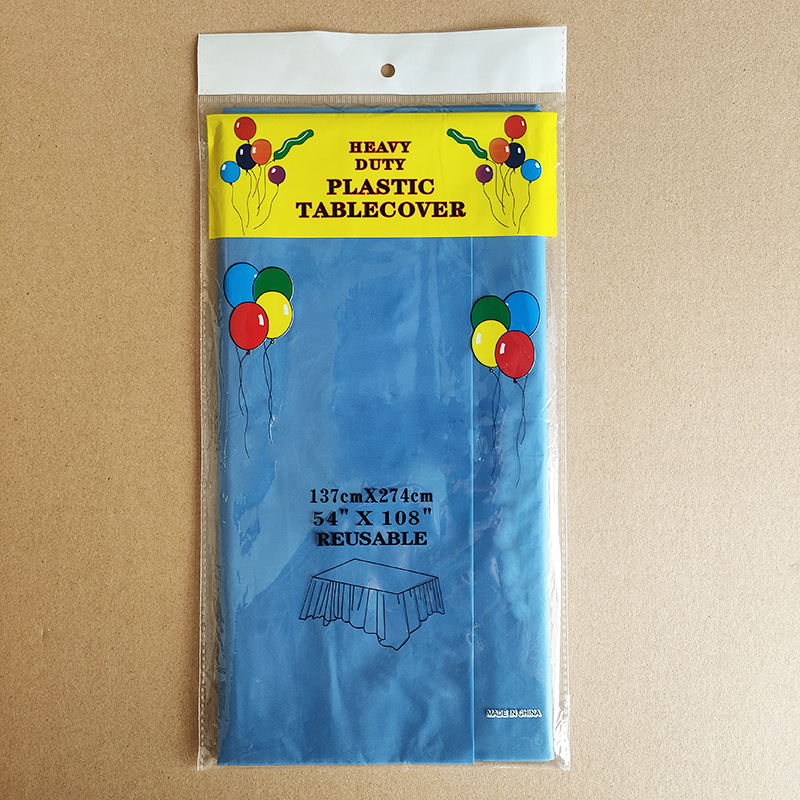 HEAVY
DUTY
PLASTIC
TABLECOVER
137cmX274cm
54" X 108"
REUSABLE
MADE IN CHINA